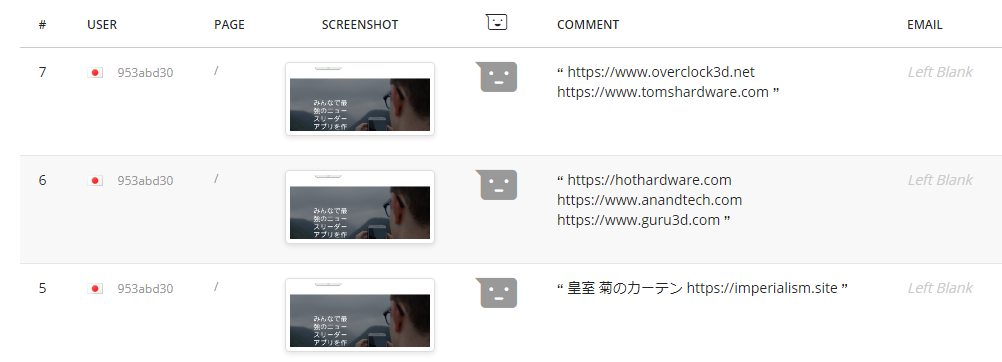 # USER PAGE SCREENSHOT COMMENT EMAIL
7 953abd30 / “ https://www.overclock3d.net Left Blank
https://www.tomshardware.com ”
みんなで最
強のニュー
スリーダー
アプリを作
6 953abd30 / “ https://hothardware.com Left Blank
https://www.anandtech.com
https://www.guru3d.com ”
みんなで最
強のニュー
スリーダー
アプリを作
5 953abd30 / “ 皇室 菊のカーテン https://imperialism.site ” Left Blank
みんなで最
強のニュー
スリーダー
アプリを作